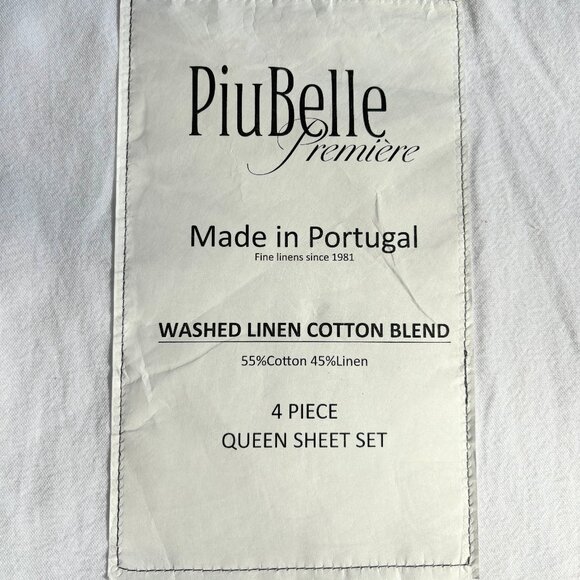 PiuBelle
Première
Made in Portugal
Fine linens since 1981
WASHED LINEN COTTON BLEND
55%Cotton 45%Linen
4 PIECE
QUEEN SHEET SET